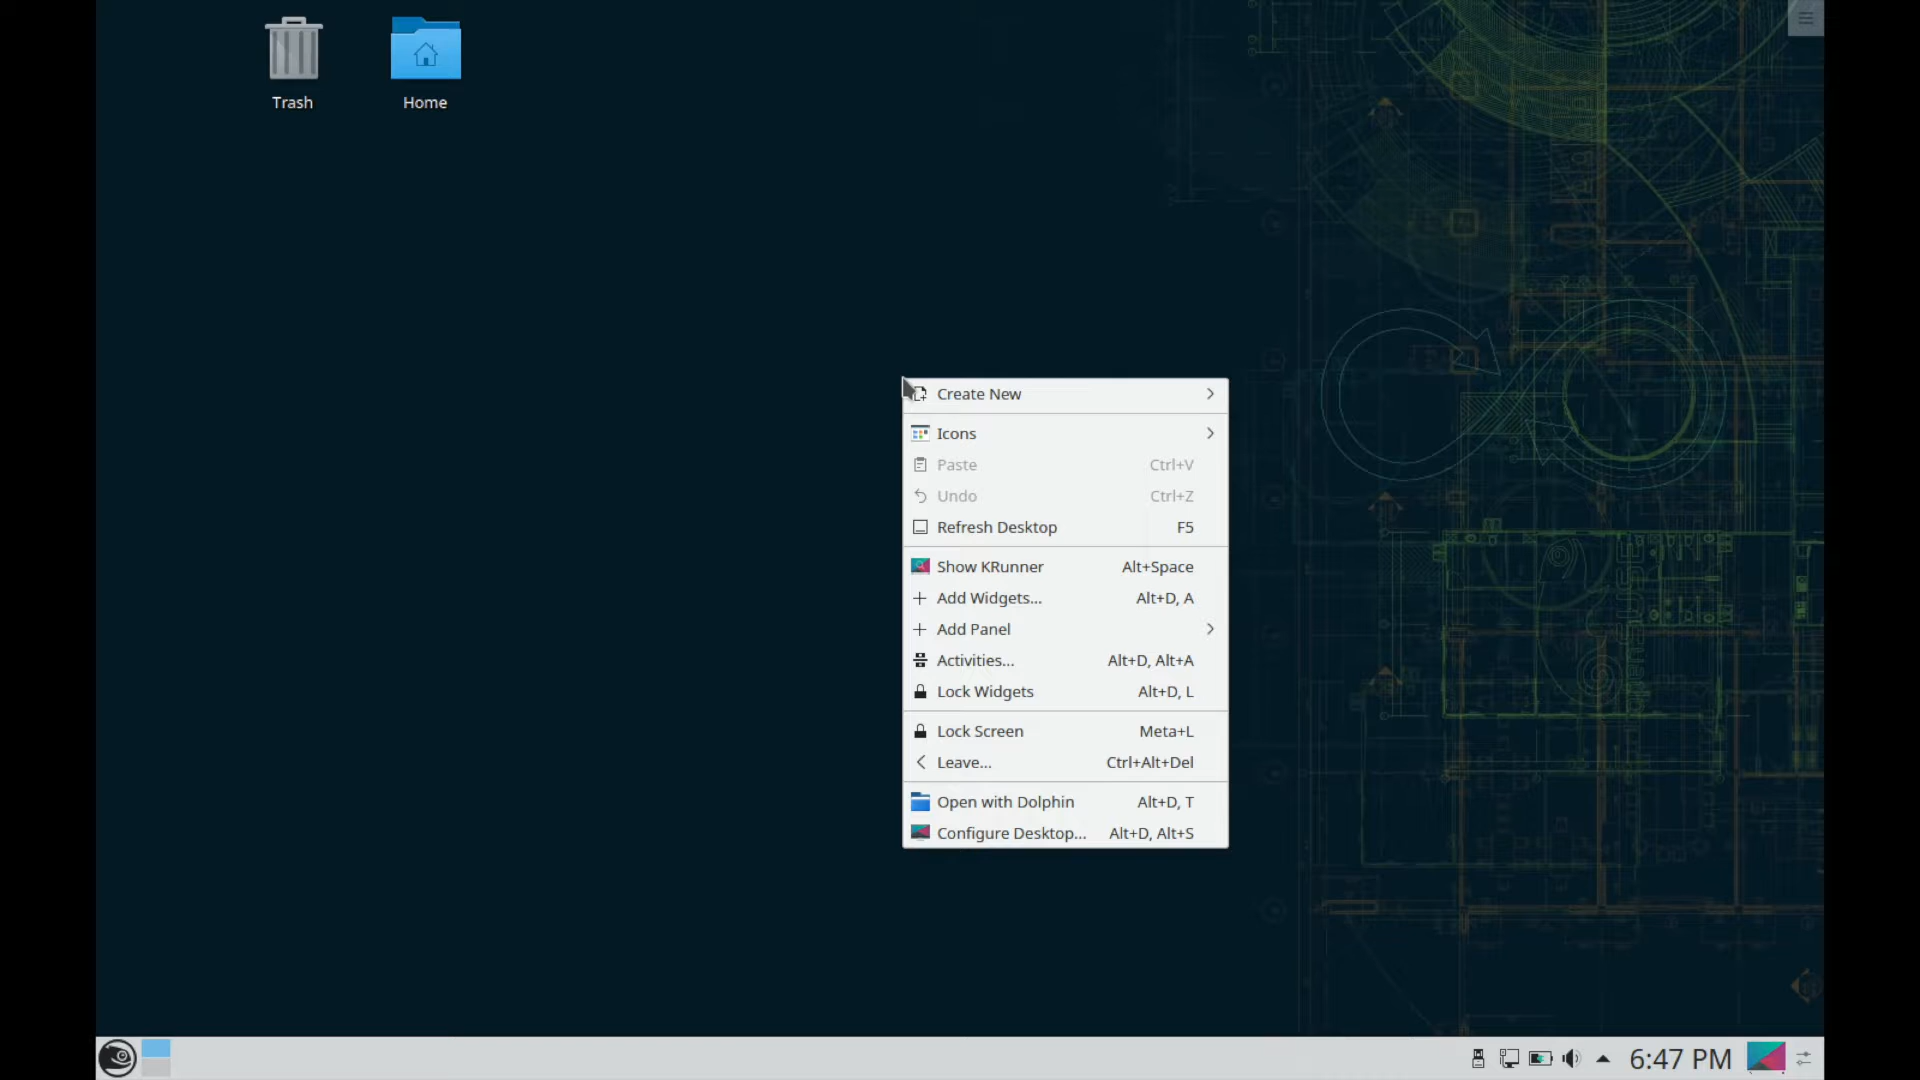 Trash Home
Create New
Icons
Paste Ctrl+V
Undo Ctrl+Z
Refresh Desktop F5
Show KRunner Alt+Space
Add Widgets... Alt+D, A
Add Panel
Activities... Alt+D, Alt+A
Lock Widgets Alt+D, L
Lock Screen Meta+L
Leave... Ctrl+Alt+Del
Open with Dolphin Alt+D, T
Configure Desktop... Alt+D, Alt+S
openSUSE
6:47 PM